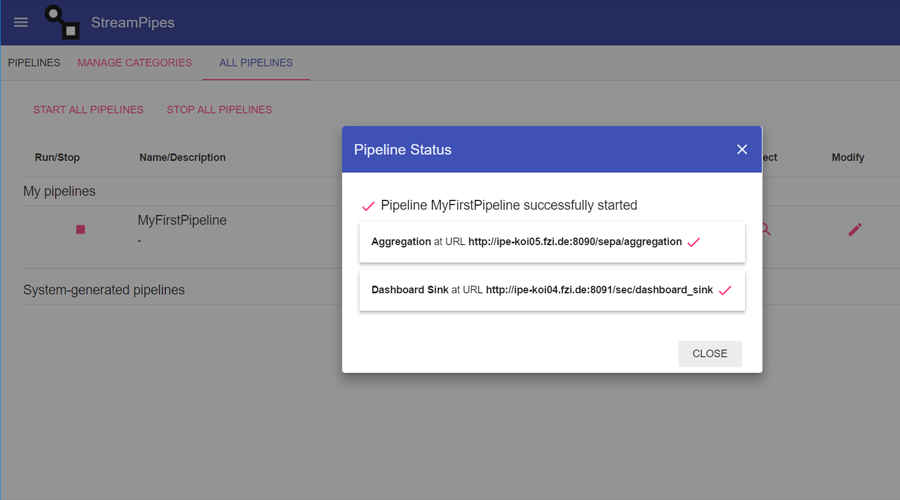 StreamPipes
PIPELINES MANAGE CATEGORIES ALL PIPELINES
START ALL PIPELINES STOP ALL PIPELINES
Run/Stop Name/Description ect Modify
My pipelines
MyFirstPipeline
-
System-generated pipelines
Pipeline Status
Pipeline MyFirstPipeline successfully started
Aggregation at URL http://ipe-koi05.fzi.de:8090/sepa/aggregation
Dashboard Sink at URL http://ipe-koi04.fzi.de:8091/sec/dashboard_sink
CLOSE